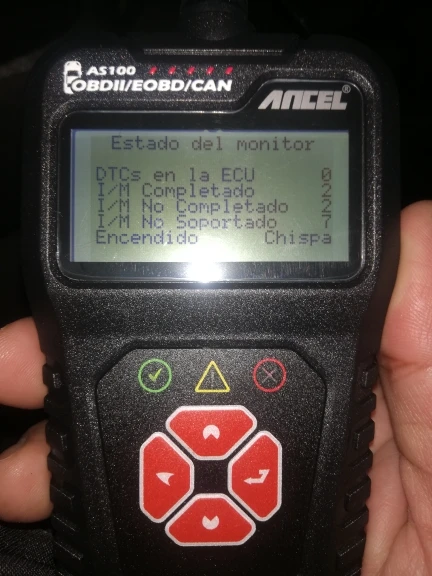 AS100
OBDII/EOBD/CAN
ANCEL®
Estado del monitor
DTCs en la ECU 0
I/M Completado 2
I/M No Completado 2
I/M No Soportado 7
Encendido Chispa